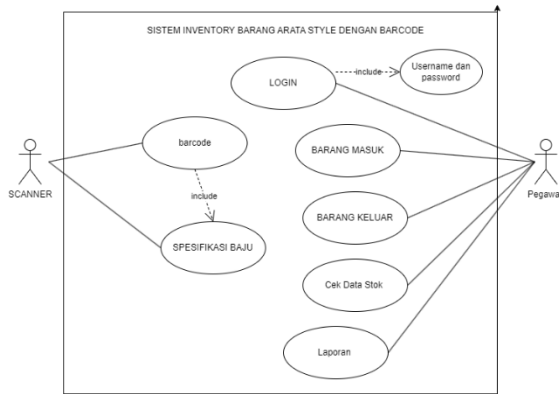 SISTEM INVENTORY BARANG ARATA STYLE DENGAN BARCODE
LOGIN
include
Username dan
password
barcode
include
SPESIFIKASI BAJU
BARANG MASUK
BARANG KELUAR
Cek Data Stok
Laporan
SCANNER
Pegawa